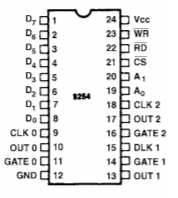 D7 1 24 Vcc
D6 2 23 WR
D5 3 22 RD
D4 4 21 CS
D3 5 20 A1
D2 6 19 A0
D1 7 18 CLK 2
D0 8 17 OUT 2
CLK 0 9 16 GATE 2
OUT 0 10 15 DLK 1
GATE 0 11 14 GATE 1
GND 12 13 OUT 1
8254